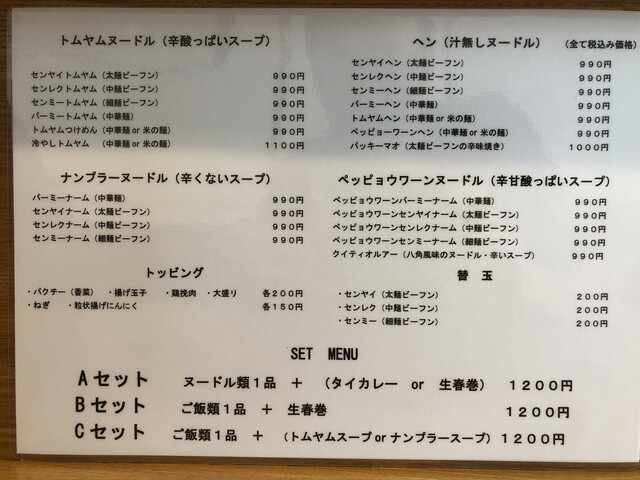 トムヤムヌードル（辛酸っぱいスープ）
センヤイトムヤム（太麺ビーフン） 990円
センレクトムヤム（中麺ビーフン） 990円
センミートムヤム（細麺ビーフン） 990円
バーミートムヤム（中華麺） 990円
トムヤムつけめん（中華麺 or 米の麺） 990円
冷やしトムヤム （中華麺 or 米の麺） 1100円
ヘン（汁無しヌードル） （全て税込み価格）
センヤイヘン（太麺ビーフン） 990円
センレクヘン（中麺ビーフン） 990円
センミーヘン（細麺ビーフン） 990円
バーミーヘン（中華麺） 990円
トムヤムヘン（中華麺 or 米の麺） 990円
ペッピョーワーンヘン（中華麺 or 米の麺） 990円
パッキーマオ（太麺ビーフンの辛味焼き） 1000円
ナンプラーヌードル（辛くないスープ）
バーミーナーム（中華麺） 990円
センヤイナーム（太麺ビーフン） 990円
センレクナーム（中麺ビーフン） 990円
センミーナーム（細麺ビーフン） 990円
ペッピョウワーンヌードル（辛甘酸っぱいスープ）
ペッピョウワーンバーミーナーム（中華麺） 990円
ペッピョウワーンセンヤイナーム（太麺ビーフン） 990円
ペッピョウワーンセンレクナーム（中麺ビーフン） 990円
ペッピョウワーンセンミーナーム（細麺ビーフン） 990円
クイティオルアー（八角風味のヌードル・辛いスープ） 990円
トッピング
・パクチー（香菜） ・揚げ玉子 ・鶏挽肉 ・大盛り 各200円
・ねぎ ・粒状揚げにんにく 各150円
替 玉
・センヤイ（太麺ビーフン） 200円
・センレク（中麺ビーフン） 200円
・センミー（細麺ビーフン） 200円
SET MENU
Aセット ヌードル類1品 ＋ （タイカレー or 生春巻） 1200円
Bセット ご飯類1品 ＋ 生春巻 1200円
Cセット ご飯類1品 ＋ （トムヤムスープ or ナンプラースープ） 1200円